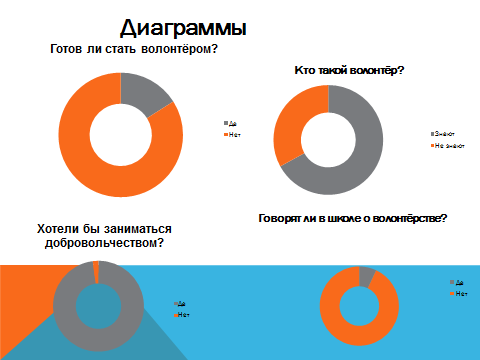 Диаграммы
Готов ли стать волонтёром?
Да
Нет
Кто такой волонтёр?
Знают
Не знают
Хотели бы заниматься
добровольчеством?
Да
Нет
Говорят ли в школе о волонтёрстве?
Да
Нет